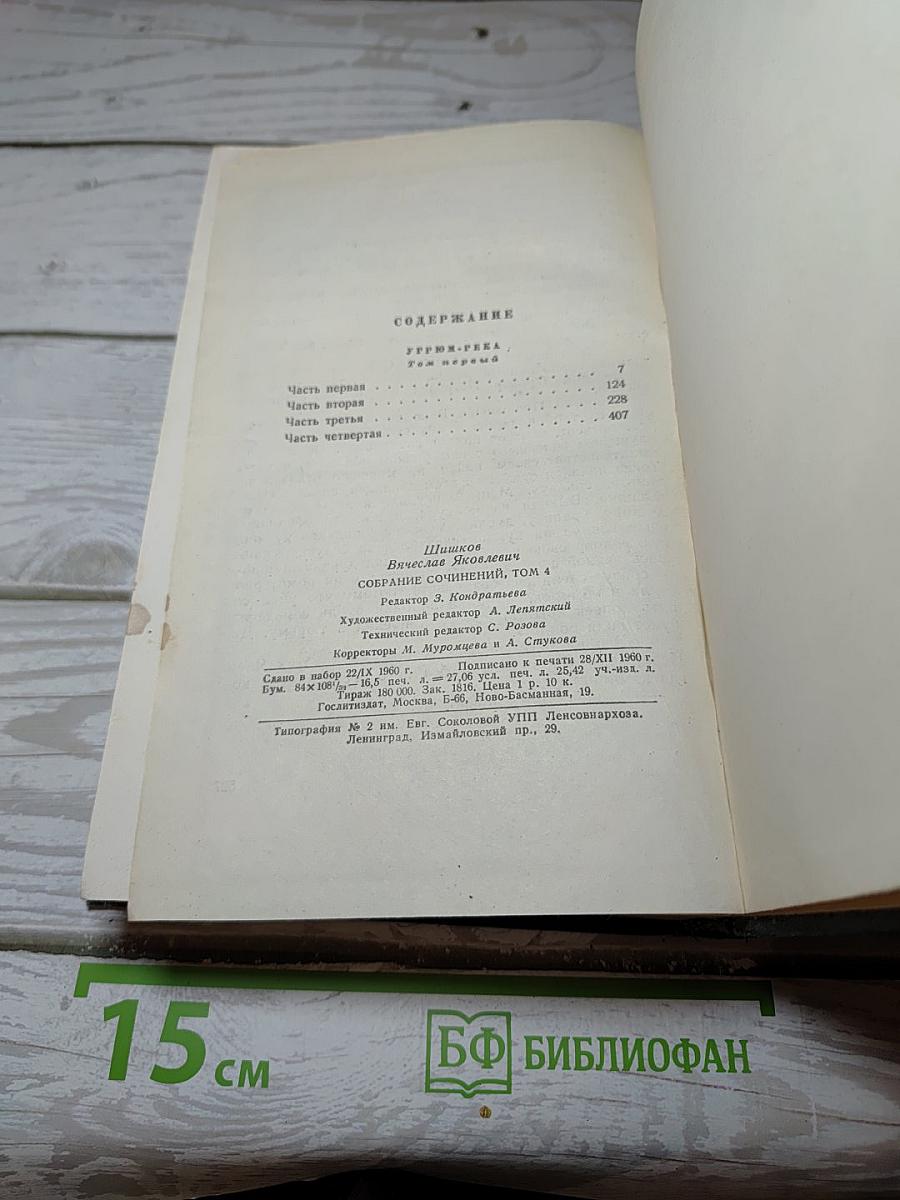 СОДЕРЖАНИЕ
УГРЮМ-РЕКА
Том первый
Часть первая . . . . . . . . . . . . . . . . . 7
Часть вторая . . . . . . . . . . . . . . . . . 124
Часть третья . . . . . . . . . . . . . . . . . 228
Часть четвертая . . . . . . . . . . . . . . . . 407
Шишков
Вячеслав Яковлевич
СОБРАНИЕ СОЧИНЕНИЙ, ТОМ 4
Редактор З. Кондратьева
Художественный редактор А. Лепятский
Технический редактор С. Розова
Корректоры М. Муромцева и А. Стукова
Сдано в набор 22/IX 1960 г. Подписано к печати 28/XII 1960 г.
Бум. 84×108¹/₃₂—16,5 печ. л.=27,06 усл. печ. л. 25,42 уч.-изд. л.
Тираж 180 000. Зак. 1816. Цена 1 р. 10 к.
Гослитиздат, Москва, Б-66, Ново-Басманная, 19.
Типография № 2 им. Евг. Соколовой УПП Ленсовнархоза.
Ленинград, Измайловский пр., 29.
15 см
БФ БИБЛИОФАН